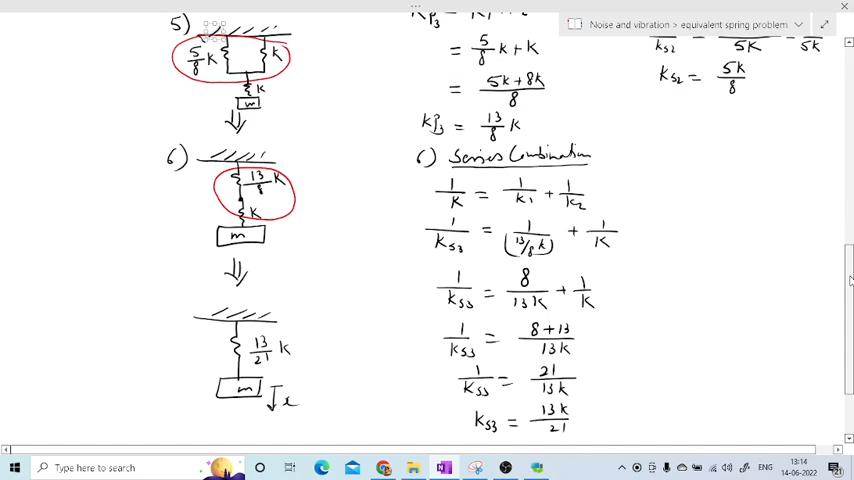 Noise and vibration > equivalent spring problem
5)
5/8 k
k
k
m
= 5/8 k + k
= (5k + 8k)/8
kp3 = 13/8 k
5k
5k
ks2
ks2 = 5k/8
6)
13/8 k
k
m
6) Series Combination
1/k = 1/k1 + 1/k2
1/ks3 = 1/(13/8 k) + 1/k
1/ks3 = 8/13k + 1/k
1/ks3 = (8+13)/13k
1/ks3 = 21/13k
ks3 = 13k/21
13/21 k
m
x
Type here to search
ENG
13:14
14-06-2022
21